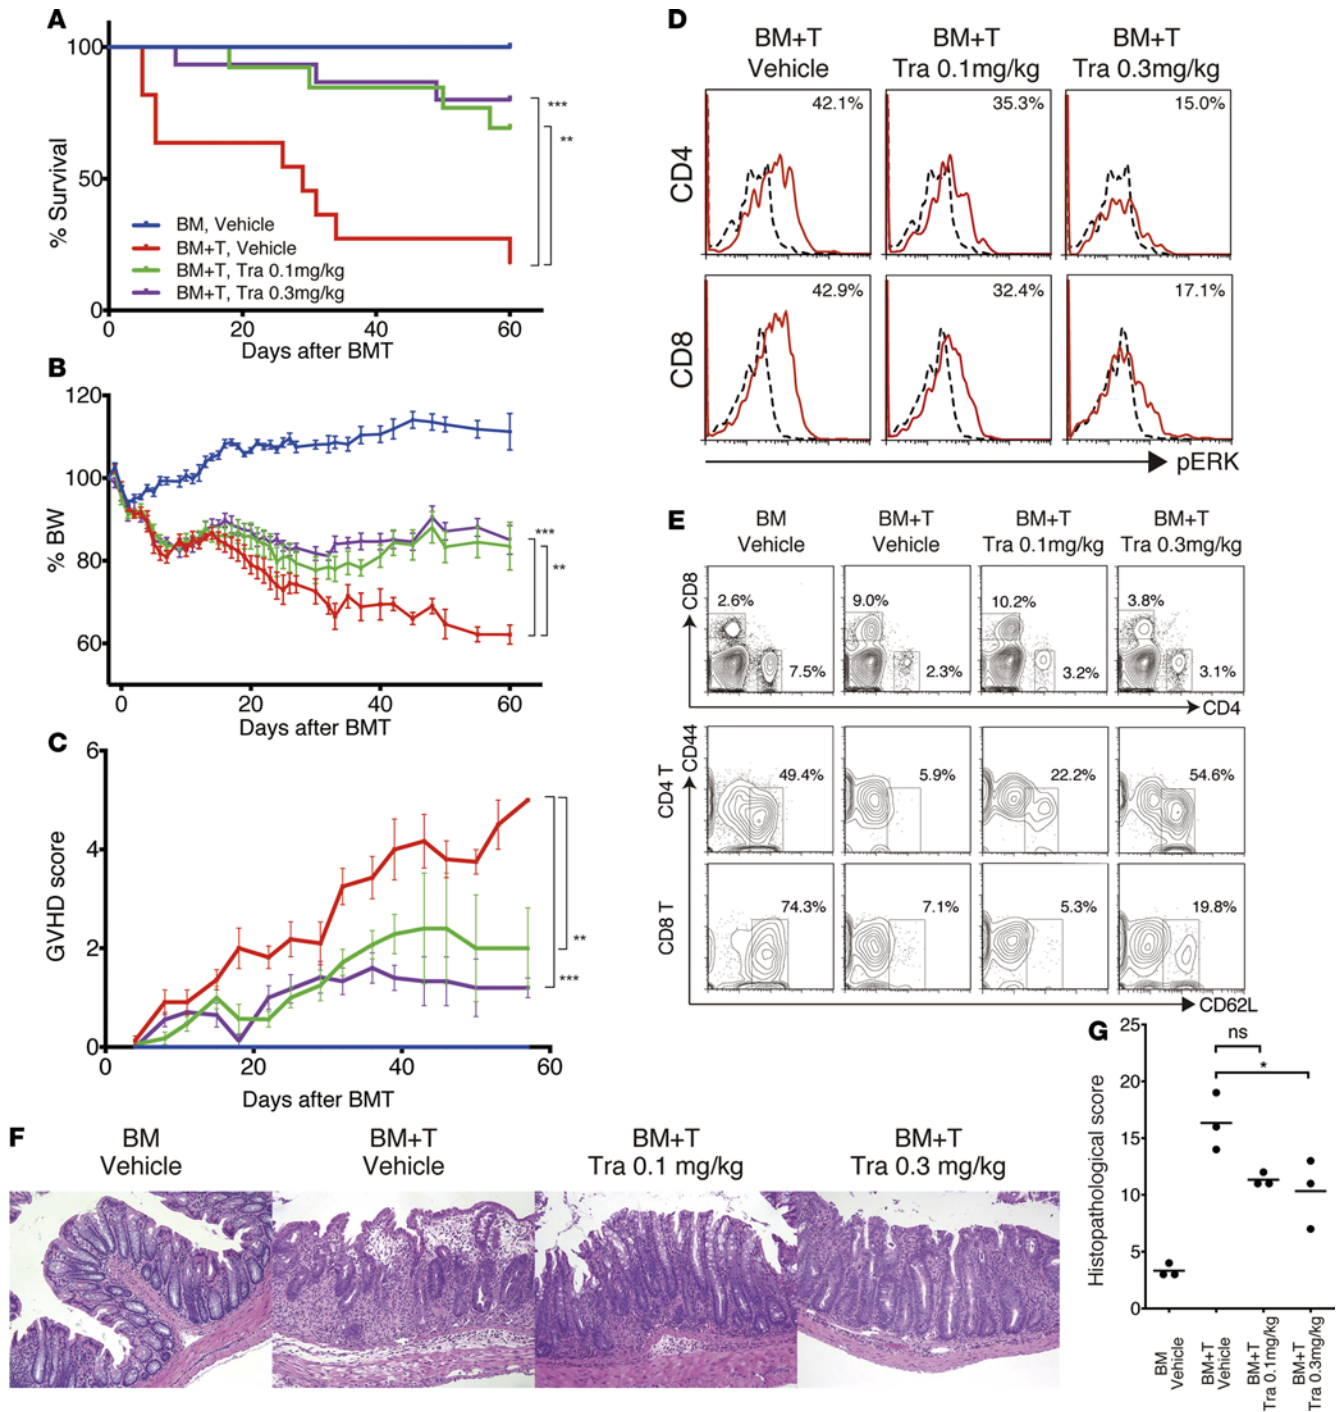 A
100
50
0
% Survival
BM, Vehicle
BM+T, Vehicle
BM+T, Tra 0.1mg/kg
BM+T, Tra 0.3mg/kg
***
**
0 20 40 60
Days after BMT
B
120
100
80
60
% BW
***
**
0 20 40 60
Days after BMT
C
6
4
2
0
GVHD score
**
***
0 20 40 60
Days after BMT
D
BM+T BM+T BM+T
Vehicle Tra 0.1mg/kg Tra 0.3mg/kg
CD4
42.1% 35.3% 15.0%
CD8
42.9% 32.4% 17.1%
pERK
E
BM BM+T BM+T BM+T
Vehicle Vehicle Tra 0.1mg/kg Tra 0.3mg/kg
CD8
2.6% 9.0% 10.2% 3.8%
7.5% 2.3% 3.2% 3.1%
CD4
CD44
CD4 T
49.4% 5.9% 22.2% 54.6%
CD8 T
74.3% 7.1% 5.3% 19.8%
CD62L
F
BM BM+T BM+T BM+T
Vehicle Vehicle Tra 0.1 mg/kg Tra 0.3 mg/kg
G
25
20
15
10
5
0
Histopathological score
ns
*
BM
Vehicle
BM+T
Vehicle
BM+T
Tra 0.1mg/kg
BM+T
Tra 0.3mg/kg